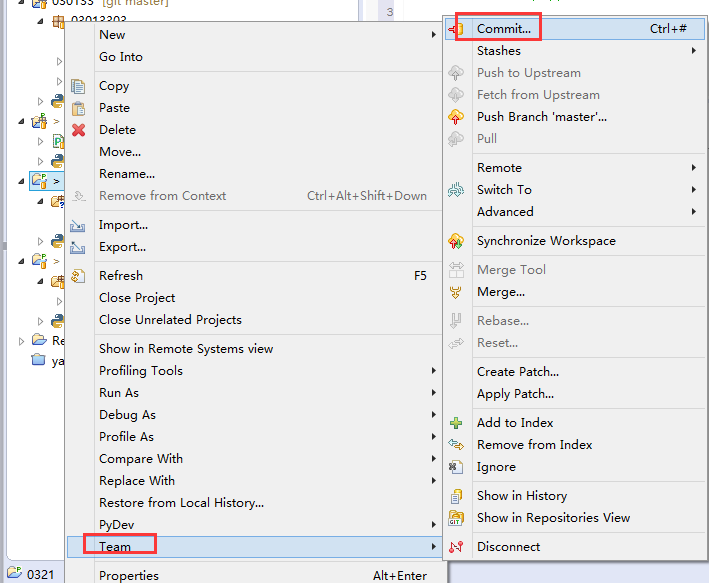 030133 [git master]
03013303
3
>
>
>
Re
ya
0321
New
Go Into
Copy
Paste
Delete
Move...
Rename...
Remove from Context Ctrl+Alt+Shift+Down
Import...
Export...
Refresh F5
Close Project
Close Unrelated Projects
Show in Remote Systems view
Profiling Tools
Run As
Debug As
Profile As
Compare With
Replace With
Restore from Local History...
PyDev
Team
Properties Alt+Enter
Commit... Ctrl+#
Stashes
Push to Upstream
Fetch from Upstream
Push Branch 'master'...
Pull
Remote
Switch To
Advanced
Synchronize Workspace
Merge Tool
Merge...
Rebase...
Reset...
Create Patch...
Apply Patch...
Add to Index
Remove from Index
Ignore
Show in History
Show in Repositories View
Disconnect